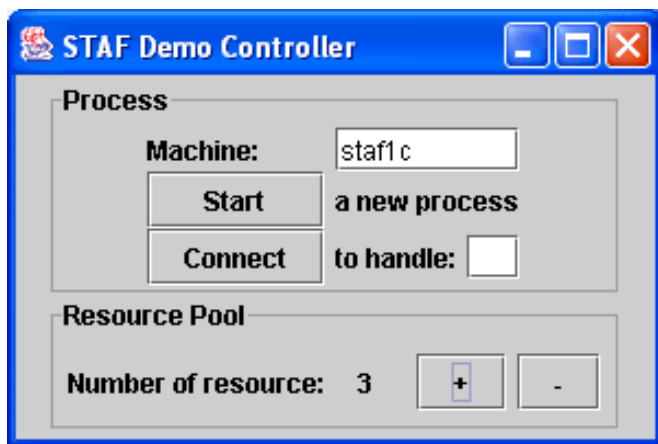 STAF Demo Controller
Process
Machine: staf1c
Start a new process
Connect to handle:
Resource Pool
Number of resource: 3 + -